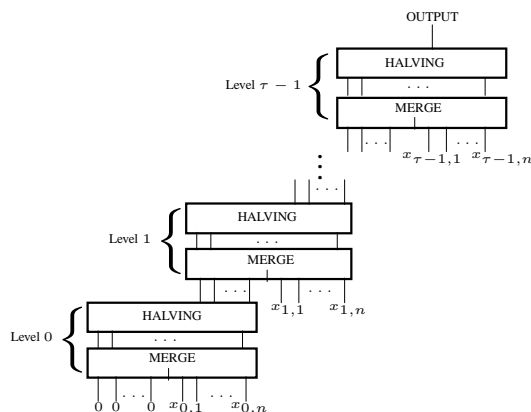 OUTPUT
HALVING
Level τ − 1
. . .
MERGE
. . . . . .
x_{τ−1,1} x_{τ−1,n}
. . .
HALVING
Level 1
. . .
MERGE
. . . . . .
x_{1,1} x_{1,n}
HALVING
Level 0
. . .
MERGE
. . . . . .
0 0 0 x_{0,1} x_{0,n}